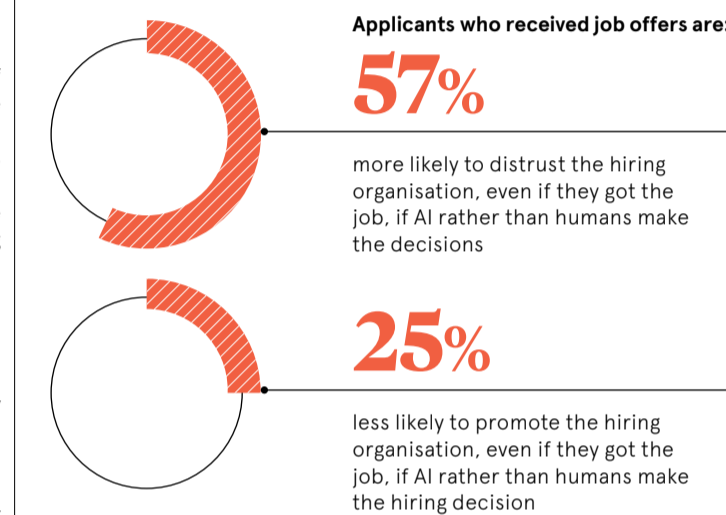 Applicants who received job offers are:
57%
more likely to distrust the hiring
organisation, even if they got the
job, if AI rather than humans make
the decisions
25%
less likely to promote the hiring
organisation, even if they got the
job, if AI rather than humans make
the hiring decision